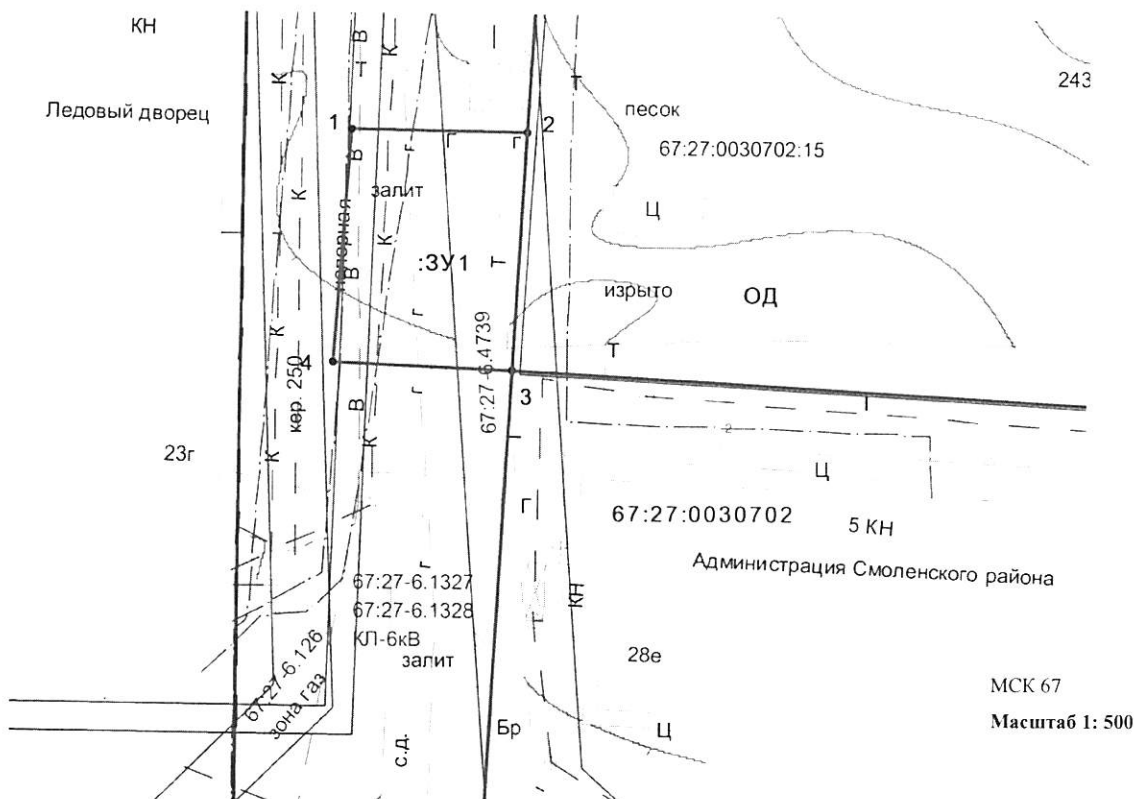 КН
Ледовый дворец
243
песок
67:27:0030702:15
1
2
Т
В
Т
К
В
К
Г
г
Г
В
залит
К
Ц
напорная
К
:ЗУ1
Т
В
изрыто
ОД
г
67:27-6.4739
К
Т
4
3
кер. 250
г
В
К
К
23г
2
Ц
Г
67:27:0030702
5 КН
Администрация Смоленского района
г
67:27-6.1327
67:27-6.1328
КЛ-6кВ
КН
г
залит
28е
67:27-6.126
зона газ
МСК 67
Масштаб 1: 500
Бр
Ц
с.д.